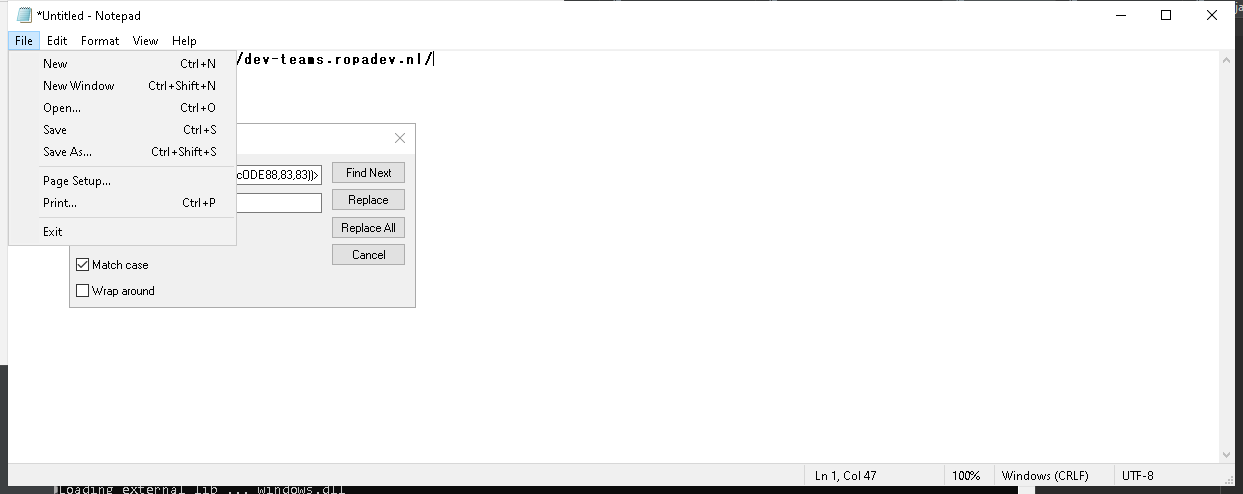 *Untitled - Notepad
File Edit Format View Help
New Ctrl+N
/dev-teams.ropadev.nl/
New Window Ctrl+Shift+N
Open... Ctrl+O
Save Ctrl+S
Save As... Ctrl+Shift+S
Page Setup...
Print... Ctrl+P
Exit
cODE88,83,83))> Find Next
Replace
Replace All
Cancel
Match case
Wrap around
Ln 1, Col 47 100% Windows (CRLF) UTF-8
Loading external lib ... windows.dll